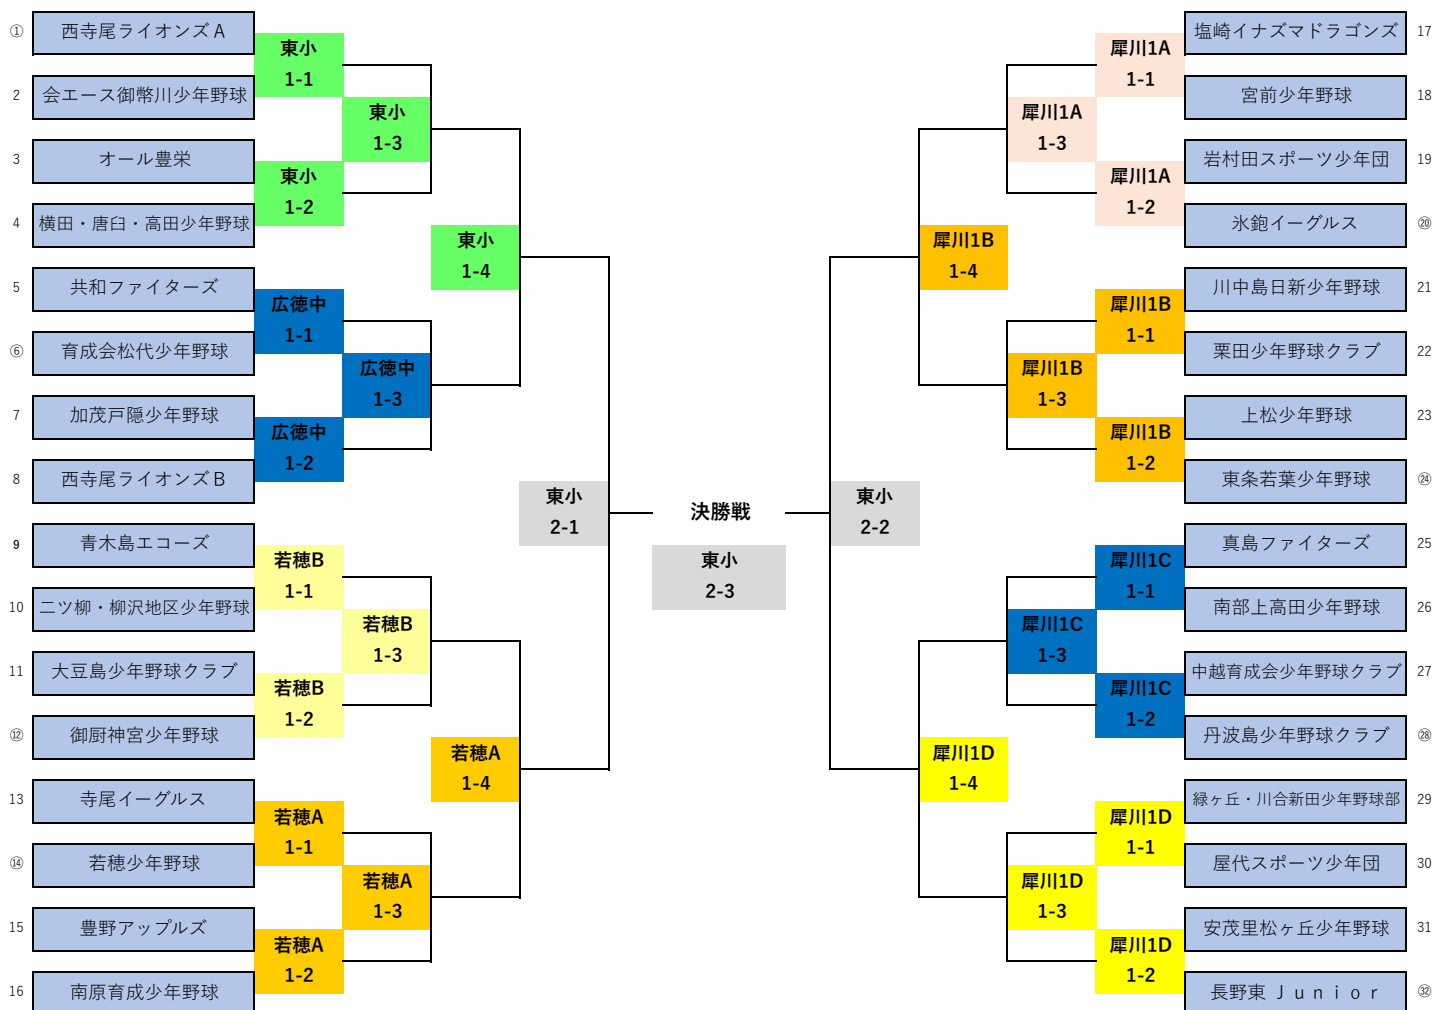 ① 西寺尾ライオンズA
東小
1-1
2 会エース御幣川少年野球
東小
1-3
3 オール豊栄
東小
1-2
4 横田・唐臼・高田少年野球
東小
1-4
5 共和ファイターズ
広徳中
1-1
⑥ 育成会松代少年野球
広徳中
1-3
7 加茂戸隠少年野球
広徳中
1-2
8 西寺尾ライオンズB
東小
2-1
9 青木島エコーズ
若穂B
1-1
10 二ツ柳・柳沢地区少年野球
若穂B
1-3
11 大豆島少年野球クラブ
若穂B
1-2
⑫ 御厨神宮少年野球
若穂A
1-4
13 寺尾イーグルス
若穂A
1-1
⑭ 若穂少年野球
若穂A
1-3
15 豊野アップルズ
若穂A
1-2
16 南原育成少年野球
決勝戦
東小
2-3
塩崎イナズマドラゴンズ 17
犀川1A
1-1
宮前少年野球 18
犀川1A
1-3
岩村田スポーツ少年団 19
犀川1A
1-2
氷鉋イーグルス ⑳
犀川1B
1-4
川中島日新少年野球 21
犀川1B
1-1
栗田少年野球クラブ 22
犀川1B
1-3
上松少年野球 23
犀川1B
1-2
東条若葉少年野球 ㉔
東小
2-2
真島ファイターズ 25
犀川1C
1-1
南部上高田少年野球 26
犀川1C
1-3
中越育成会少年野球クラブ 27
犀川1C
1-2
丹波島少年野球クラブ ㉘
犀川1D
1-4
緑ヶ丘・川合新田少年野球部 29
犀川1D
1-1
屋代スポーツ少年団 30
犀川1D
1-3
安茂里松ヶ丘少年野球 31
犀川1D
1-2
長野東 Ｊｕｎｉｏｒ ㉜